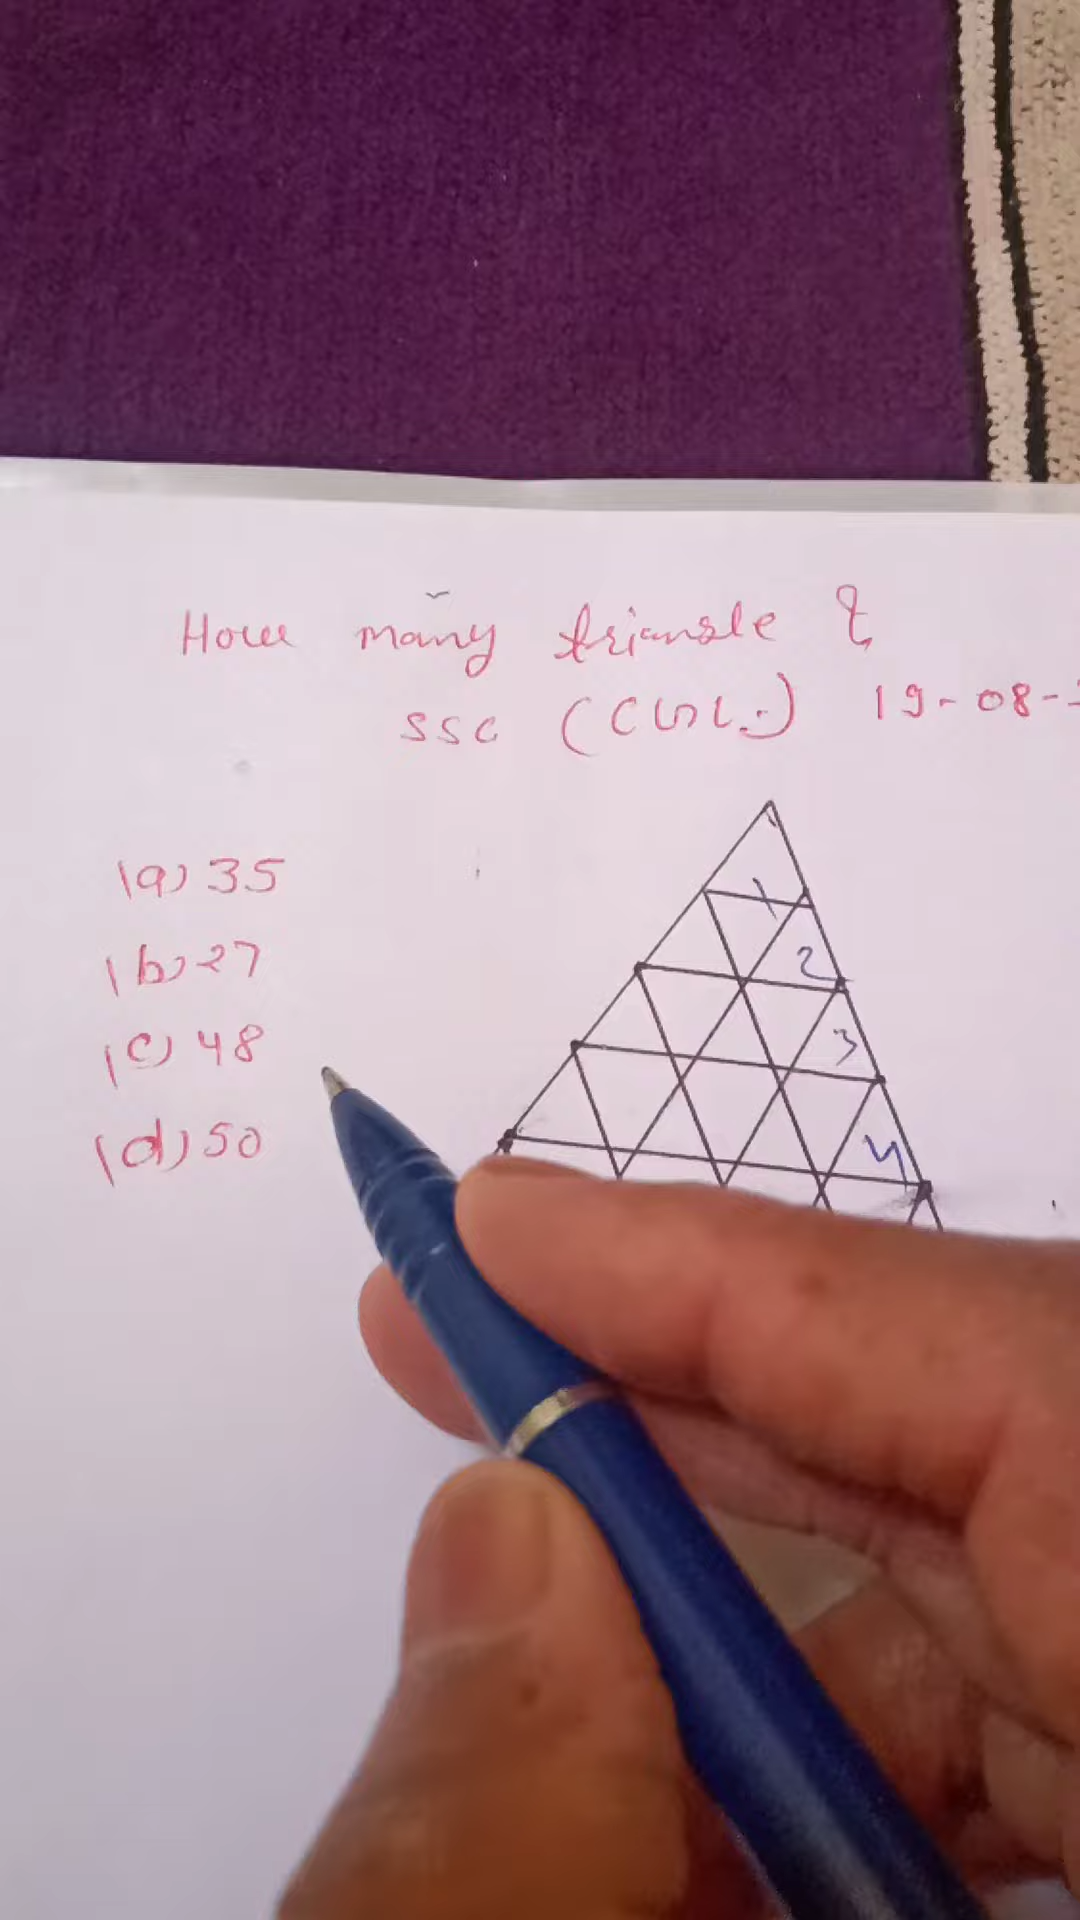 How many triangle ?
SSC (CGL.) 19-08-
(a) 35
(b) 27
(c) 48
(d) 50
1
2
3
4